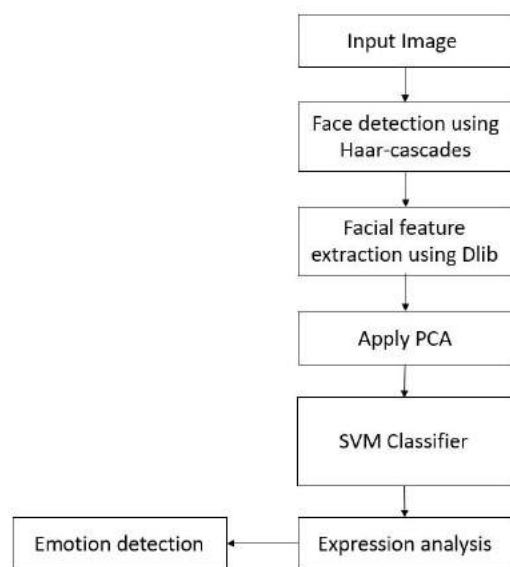 Input Image
Face detection using
Haar-cascades
Facial feature
extraction using Dlib
Apply PCA
SVM Classifier
Expression analysis
Emotion detection